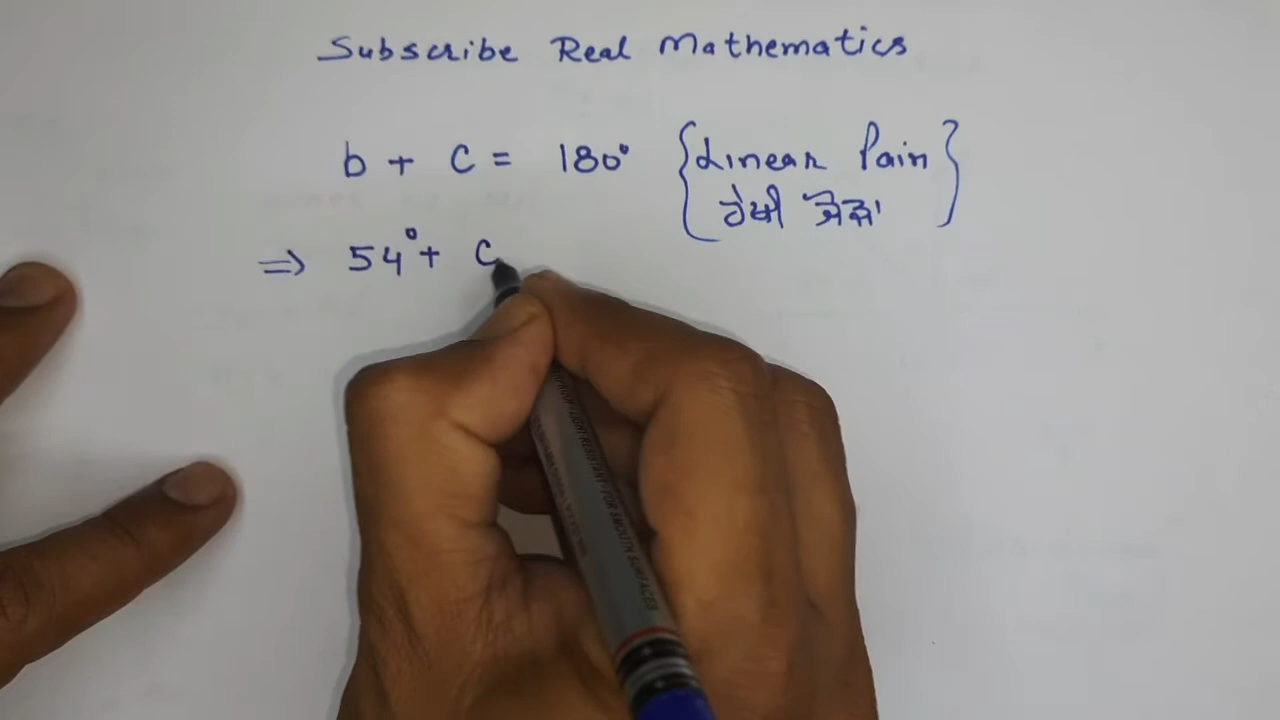 Subscribe Real Mathematics
b + c = 180° {Linear Pair
ਰੇਖੀ ਜੋੜਾ}
⇒ 54° + c